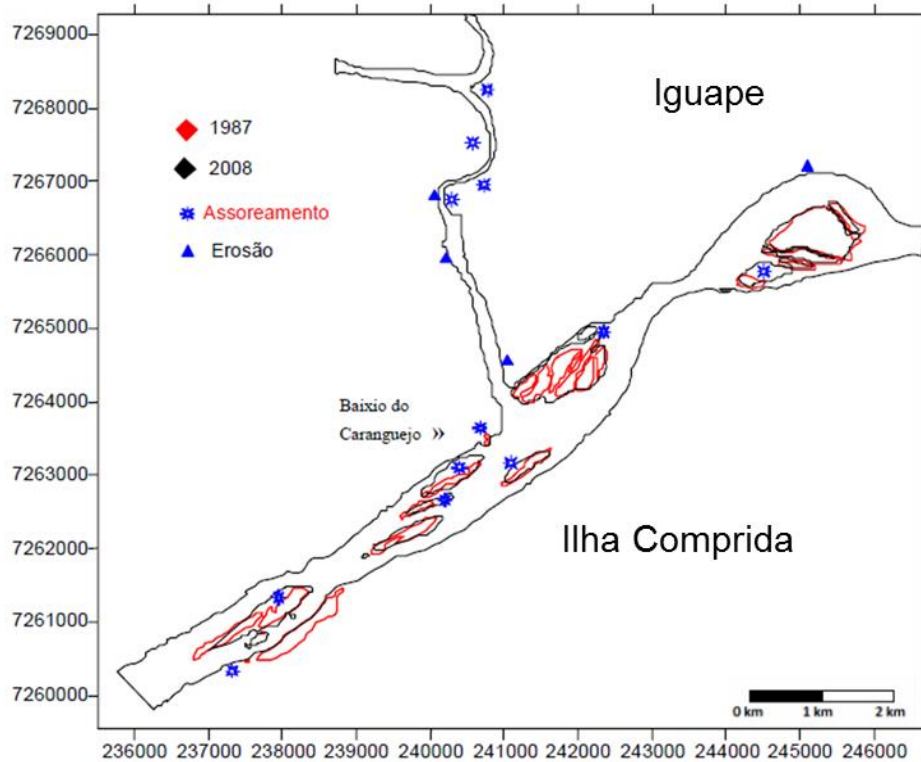 7269000
7268000
7267000
7266000
7265000
7264000
7263000
7262000
7261000
7260000
Iguape
1987
2008
Assoreamento
Erosão
Baixio do
Caranguejo »
Ilha Comprida
0 km 1 km 2 km
236000 237000 238000 239000 240000 241000 242000 243000 244000 245000 246000